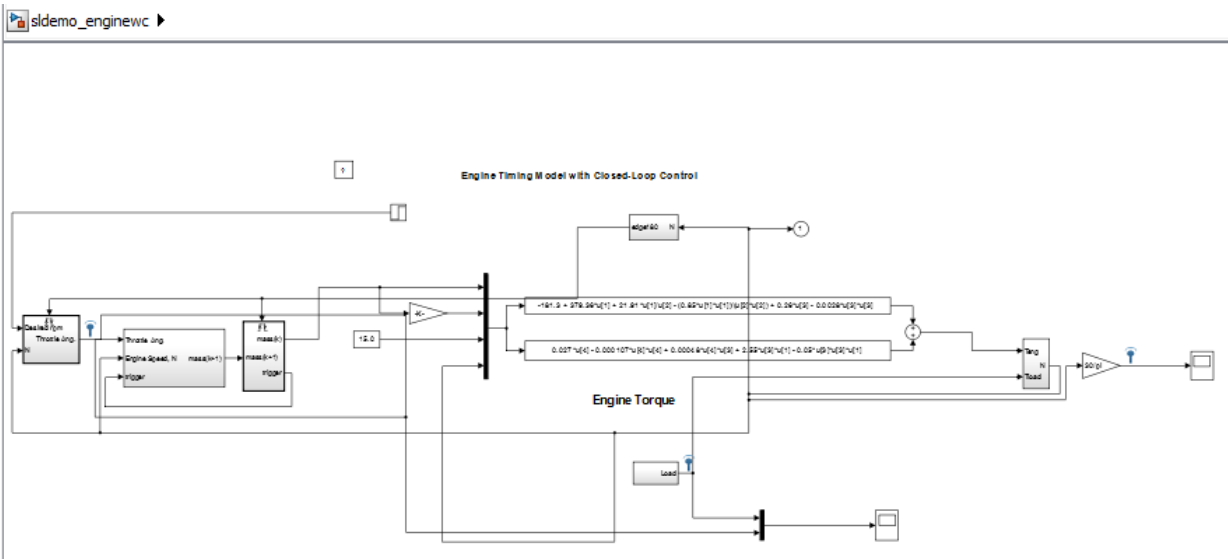 sldemo_enginewc
?
Engine Timing Model with Closed-Loop Control
edge180 N
1
Desired rpm
Throttle Ang.
N
Throttle Ang.
Engine Speed, N
mass(k+1)
trigger
mass(k)
mass(k+1)
trigger
-K-
15.0
Teng
N
Tload
30/pi
Engine Torque
Load